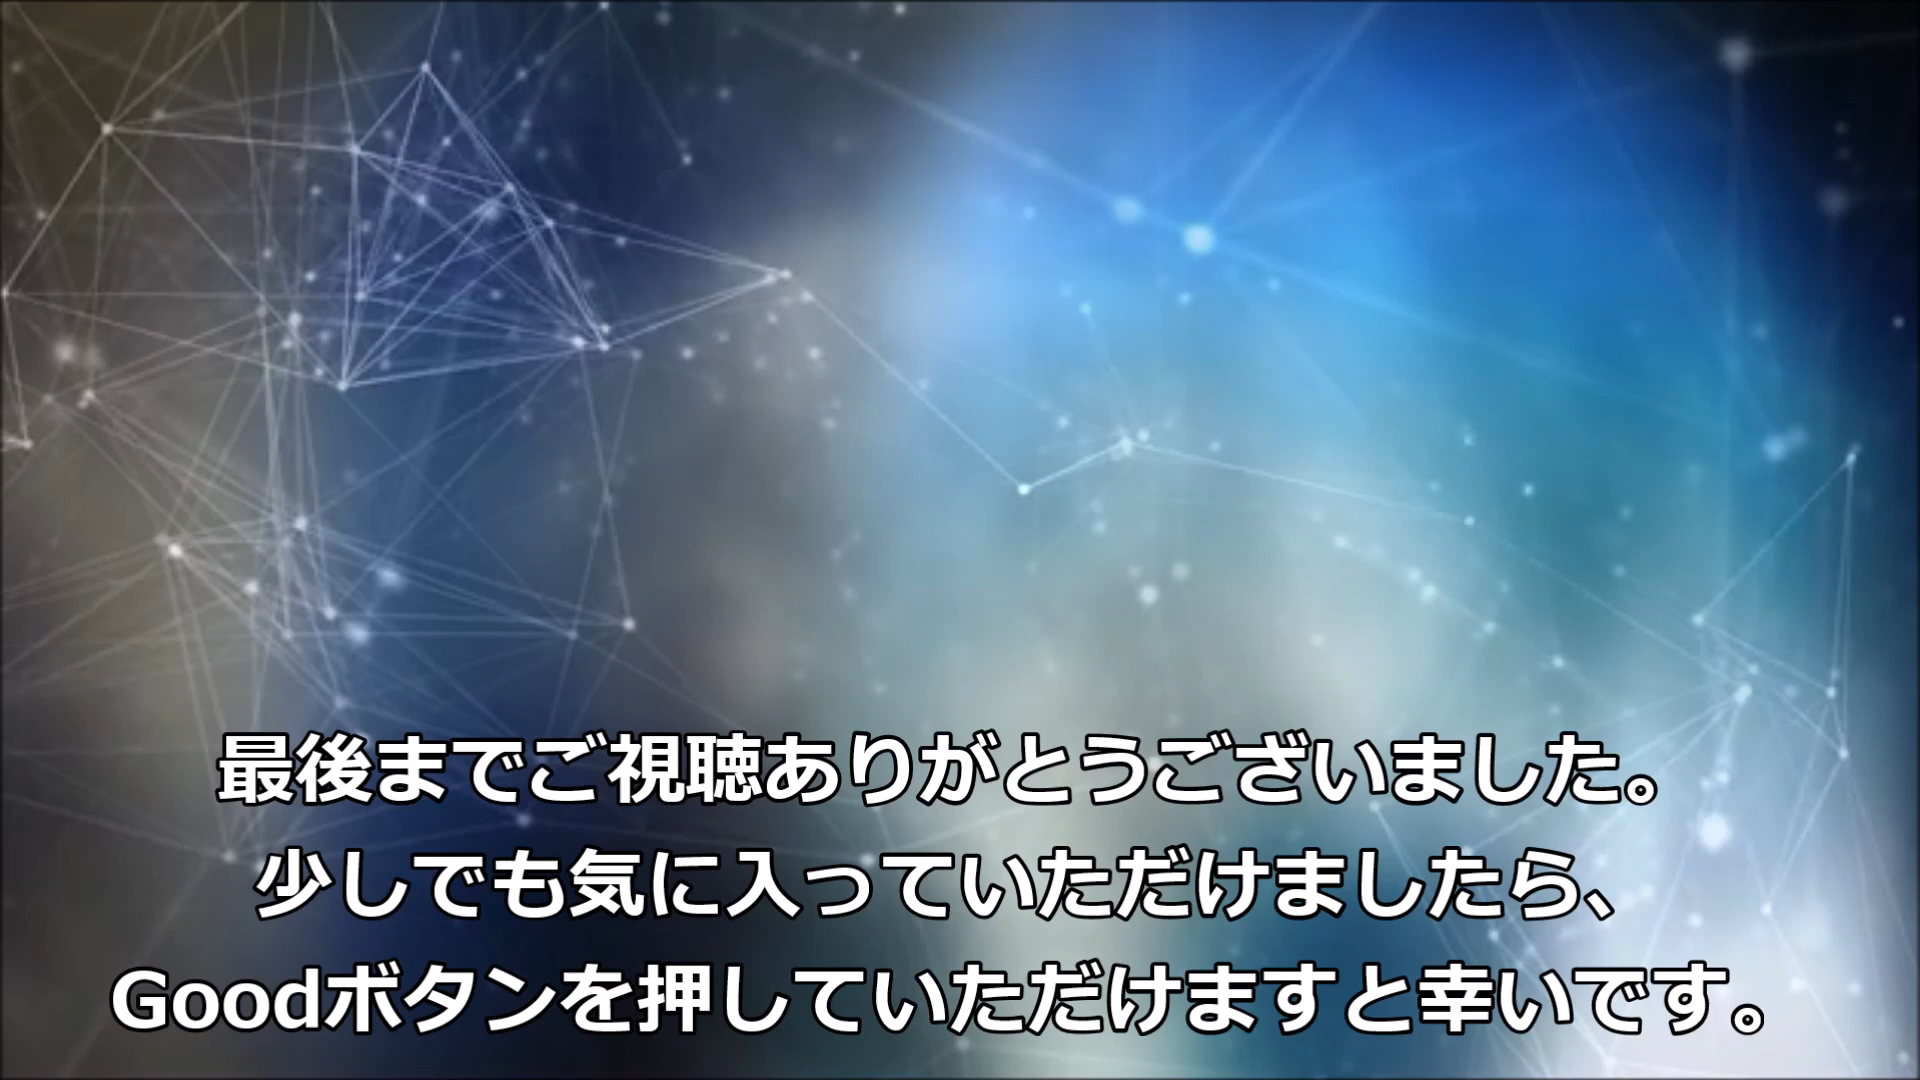 最後までご視聴ありがとうございました。
少しでも気に入っていただけましたら、
Goodボタンを押していただけますと幸いです。